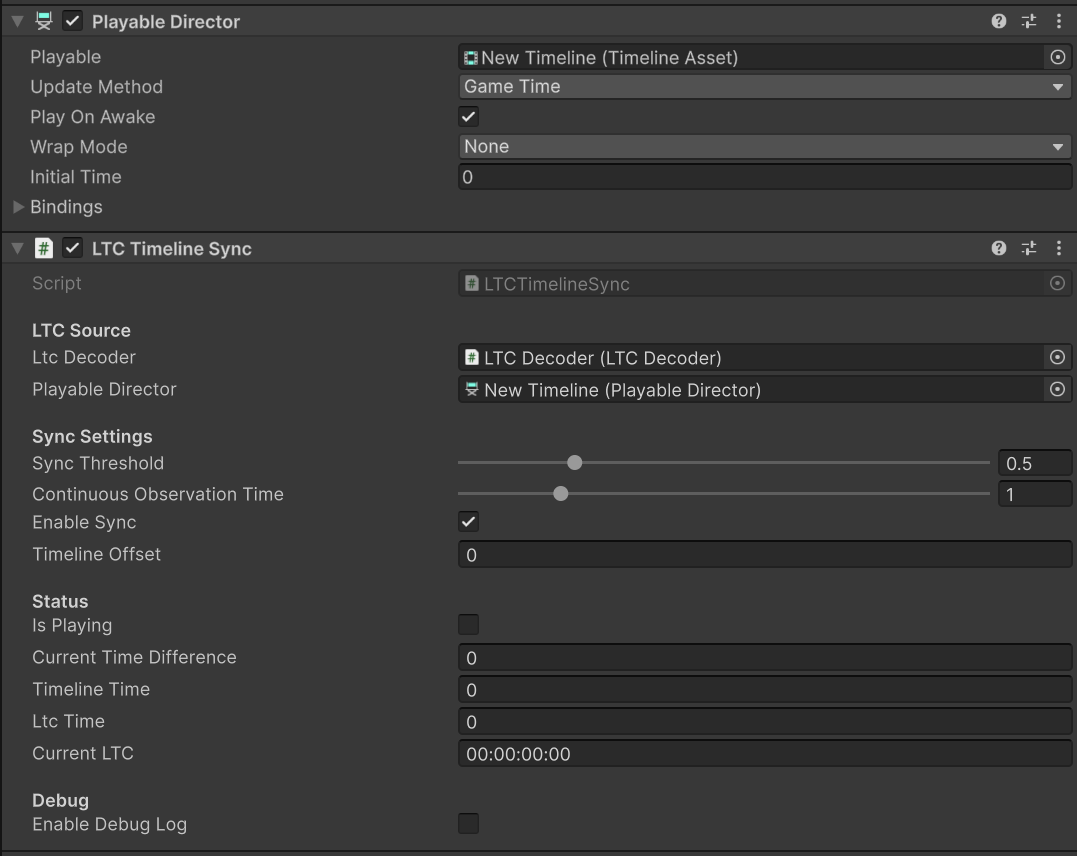 Playable Director
Playable New Timeline (Timeline Asset)
Update Method Game Time
Play On Awake
Wrap Mode None
Initial Time 0
Bindings
# LTC Timeline Sync
Script # LTCTimelineSync
LTC Source
Ltc Decoder # LTC Decoder (LTC Decoder)
Playable Director New Timeline (Playable Director)
Sync Settings
Sync Threshold 0.5
Continuous Observation Time 1
Enable Sync
Timeline Offset 0
Status
Is Playing
Current Time Difference 0
Timeline Time 0
Ltc Time 0
Current LTC 00:00:00:00
Debug
Enable Debug Log